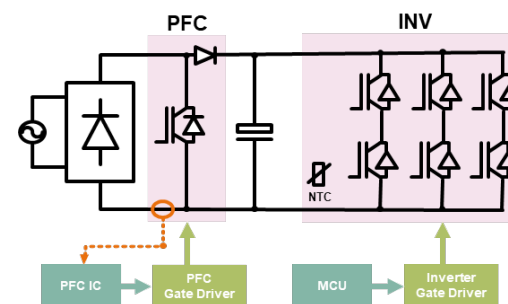 PFC
INV
NTC
PFC IC
PFC
Gate Driver
MCU
Inverter
Gate Driver